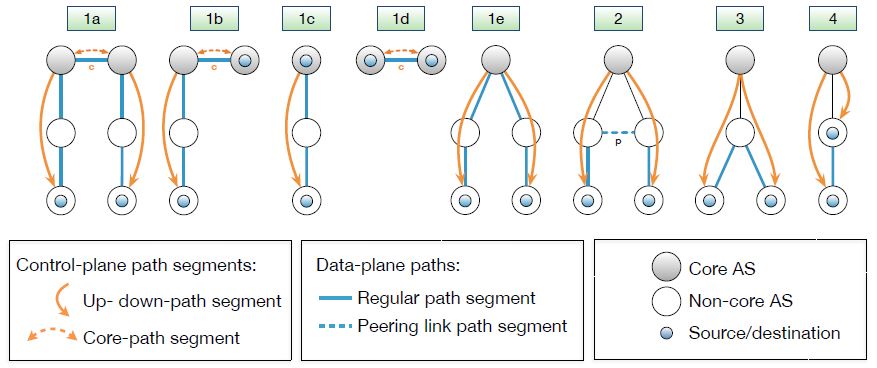 1a 1b 1c 1d 1e 2 3 4
c c c
p
Control-plane path segments:
Up- down-path segment
Core-path segment
Data-plane paths:
Regular path segment
Peering link path segment
Core AS
Non-core AS
Source/destination